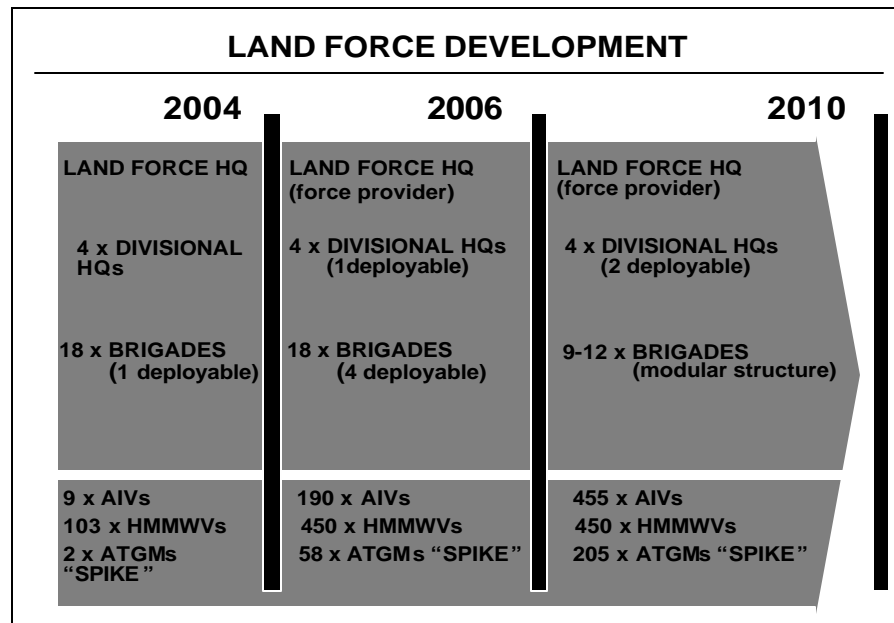 LAND FORCE DEVELOPMENT
2004
2006
2010
LAND FORCE HQ
4 x DIVISIONAL
HQs
18 x BRIGADES
(1 deployable)
LAND FORCE HQ
(force provider)
4 x DIVISIONAL HQs
(1deployable)
18 x BRIGADES
(4 deployable)
LAND FORCE HQ
(force provider)
4 x DIVISIONAL HQs
(2 deployable)
9-12 x BRIGADES
(modular structure)
9 x AIVs
103 x HMMWVs
2 x ATGMs
“SPIKE”
190 x AIVs
450 x HMMWVs
58 x ATGMs “SPIKE”
455 x AIVs
450 x HMMWVs
205 x ATGMs “SPIKE”